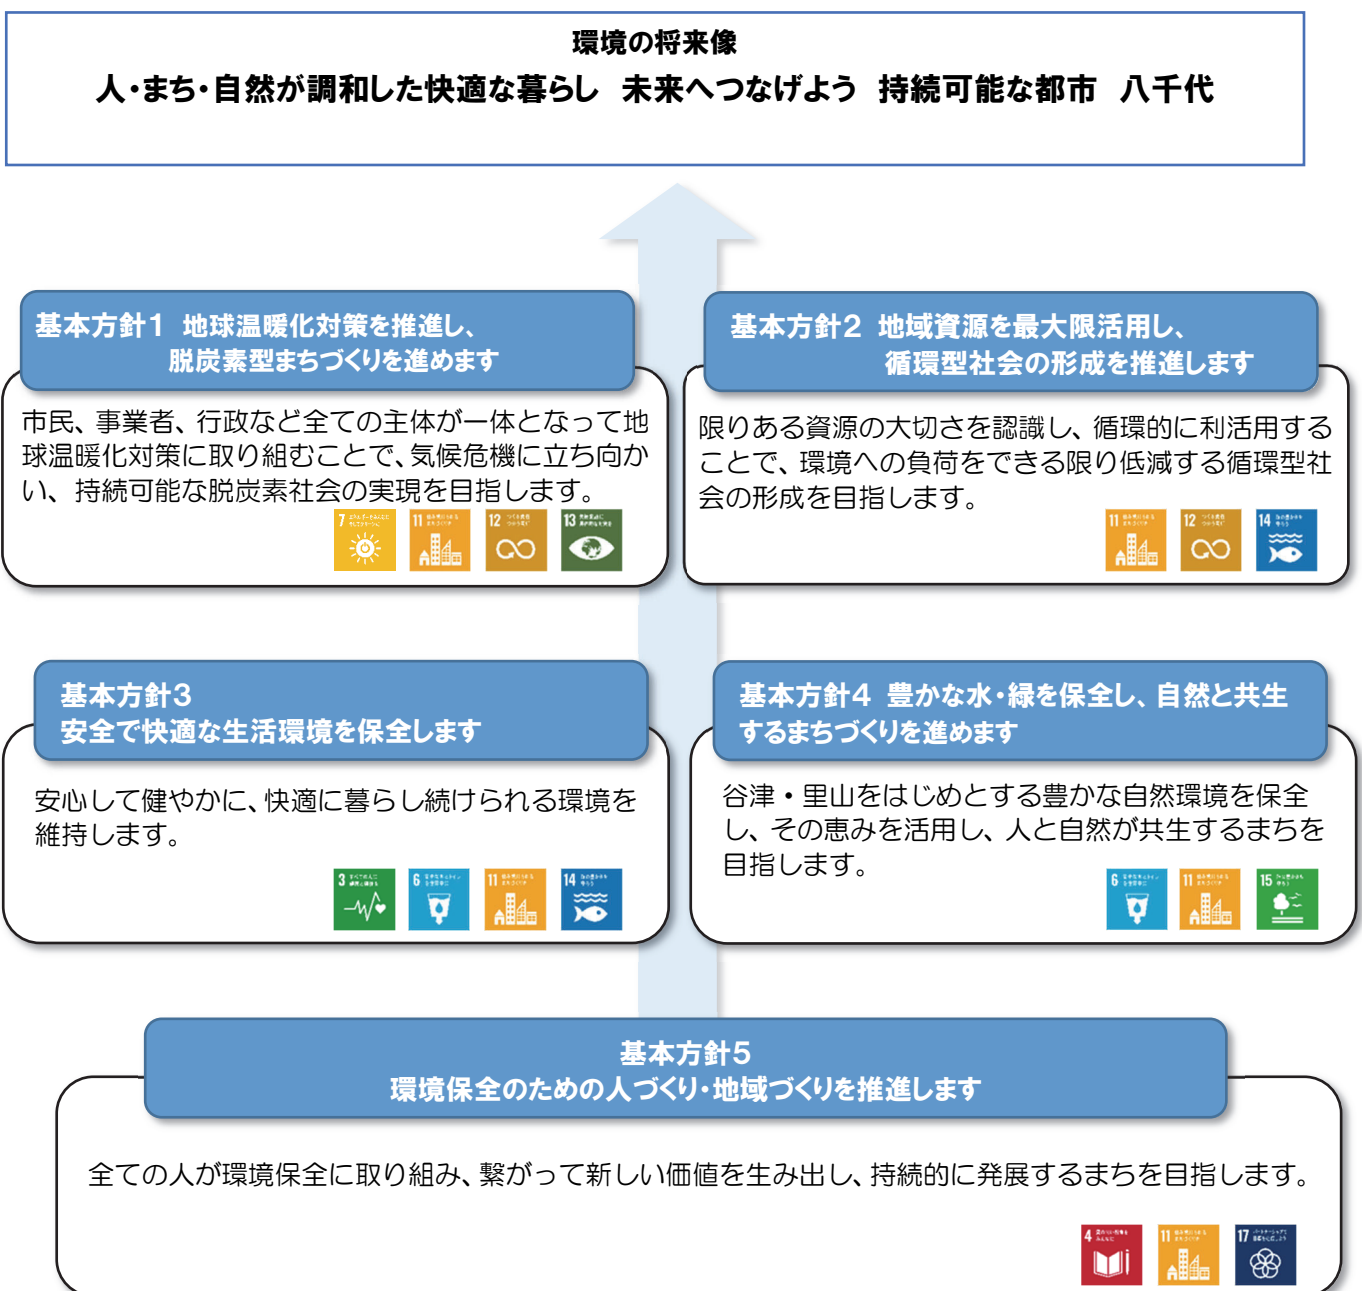 環境の将来像
人・まち・自然が調和した快適な暮らし 未来へつなげよう 持続可能な都市 八千代
基本方針1 地球温暖化対策を推進し、
脱炭素型まちづくりを進めます
市民、事業者、行政など全ての主体が一体となって地
球温暖化対策に取り組むことで、気候危機に立ち向か
い、持続可能な脱炭素社会の実現を目指します。
7
11
12
13
基本方針2 地域資源を最大限活用し、
循環型社会の形成を推進します
限りある資源の大切さを認識し、循環的に利活用する
ことで、環境への負荷をできる限り低減する循環型社
会の形成を目指します。
11
12
14
基本方針3
安全で快適な生活環境を保全します
安心して健やかに、快適に暮らし続けられる環境を
維持します。
3
6
11
14
基本方針4 豊かな水・緑を保全し、自然と共生
するまちづくりを進めます
谷津・里山をはじめとする豊かな自然環境を保全
し、その恵みを活用し、人と自然が共生するまちを
目指します。
6
11
15
基本方針5
環境保全のための人づくり・地域づくりを推進します
全ての人が環境保全に取り組み、繋がって新しい価値を生み出し、持続的に発展するまちを目指します。
4
11
17